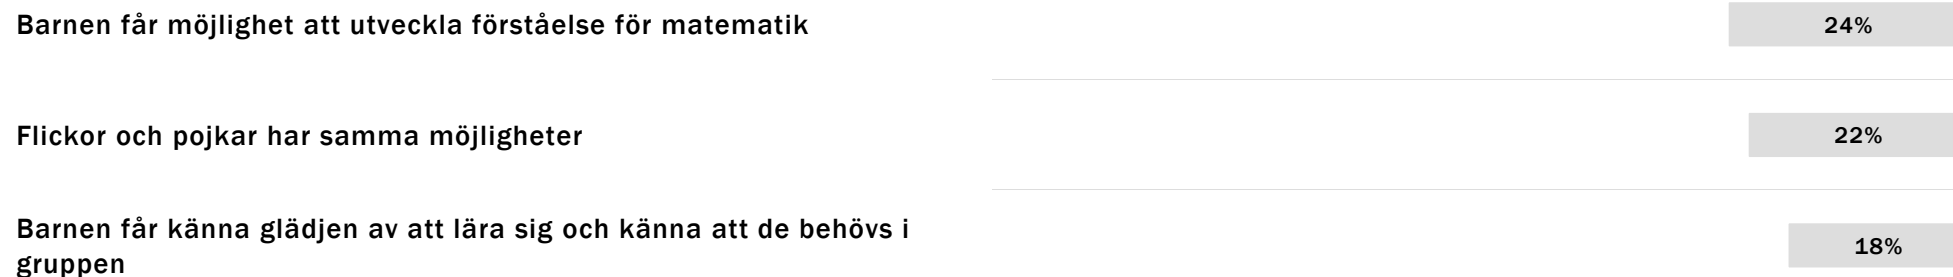 Barnen får möjlighet att utveckla förståelse för matematik 24%
Flickor och pojkar har samma möjligheter 22%
Barnen får känna glädjen av att lära sig och känna att de behövs i
gruppen 18%